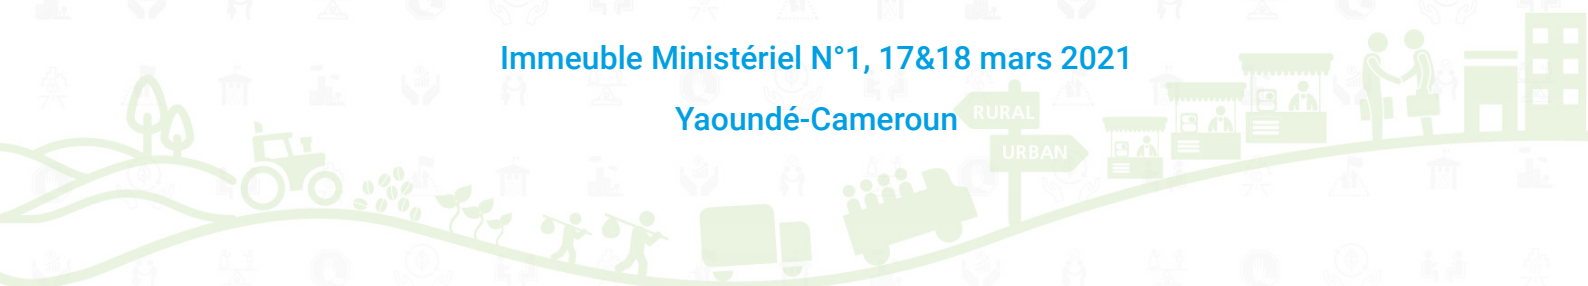 Immeuble Ministériel N°1, 17&18 mars 2021
Yaoundé-Cameroun
RURAL
URBAN